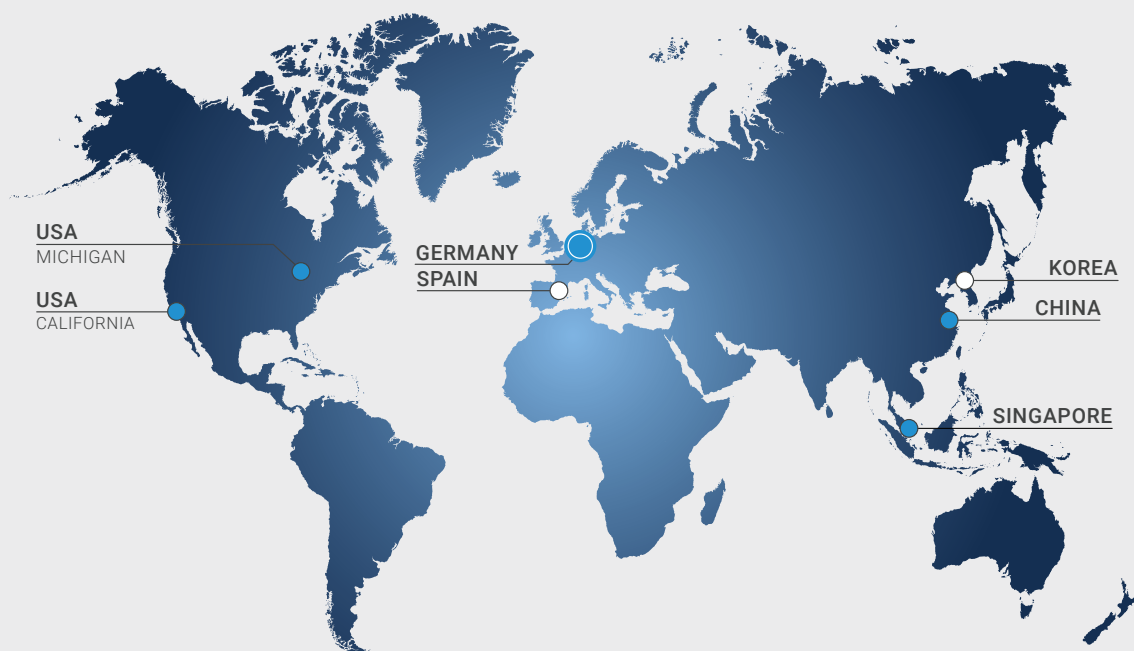 USA
MICHIGAN
USA
CALIFORNIA
GERMANY
SPAIN
KOREA
CHINA
SINGAPORE